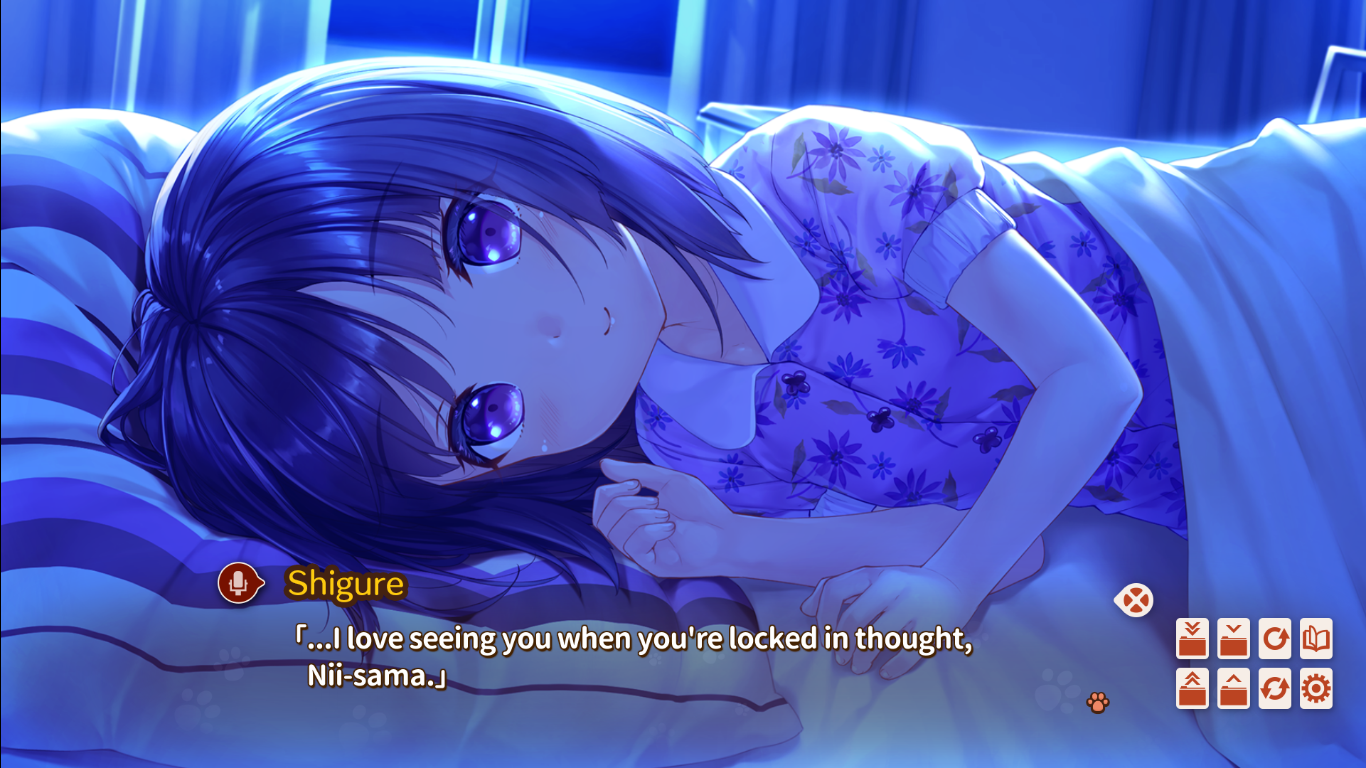 Shigure
「...I love seeing you when you're locked in thought,
Nii-sama.」